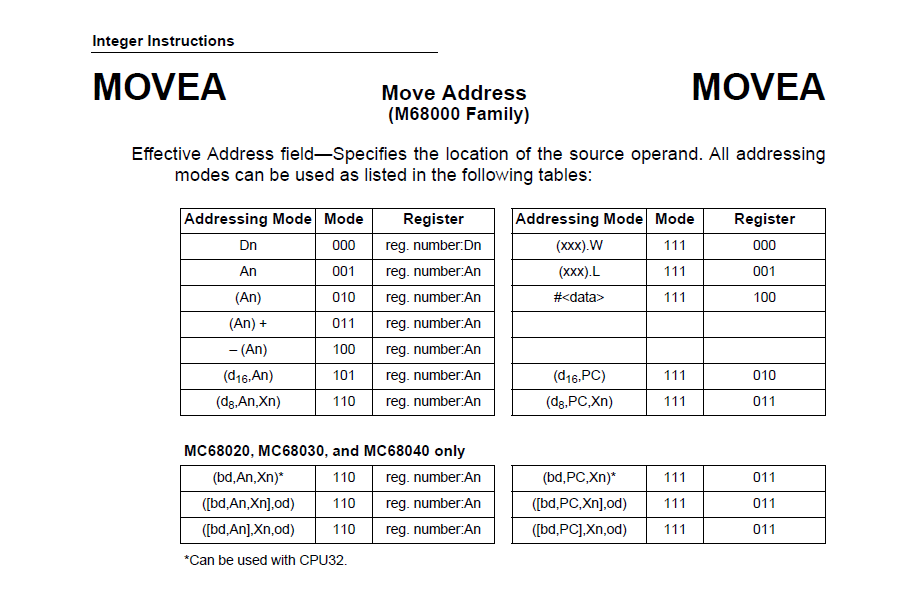 Integer Instructions
MOVEA Move Address MOVEA
(M68000 Family)
Effective Address field—Specifies the location of the source operand. All addressing
modes can be used as listed in the following tables:
Addressing Mode Mode Register Addressing Mode Mode Register
Dn 000 reg. number:Dn (xxx).W 111 000
An 001 reg. number:An (xxx).L 111 001
(An) 010 reg. number:An #<data> 111 100
(An) + 011 reg. number:An
– (An) 100 reg. number:An
(d16,An) 101 reg. number:An (d16,PC) 111 010
(d8,An,Xn) 110 reg. number:An (d8,PC,Xn) 111 011
MC68020, MC68030, and MC68040 only
(bd,An,Xn)* 110 reg. number:An (bd,PC,Xn)* 111 011
([bd,An,Xn],od) 110 reg. number:An ([bd,PC,Xn],od) 111 011
([bd,An],Xn,od) 110 reg. number:An ([bd,PC],Xn,od) 111 011
*Can be used with CPU32.